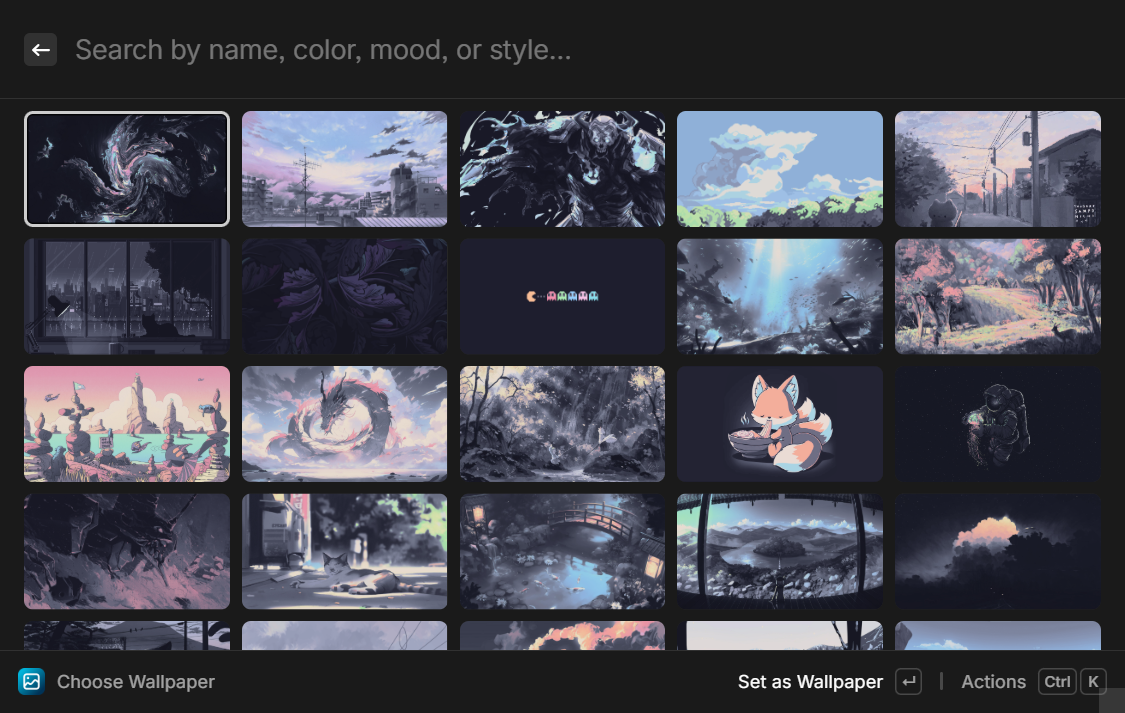 Search by name, color, mood, or style...
Choose Wallpaper
Set as Wallpaper
Actions
Ctrl
K